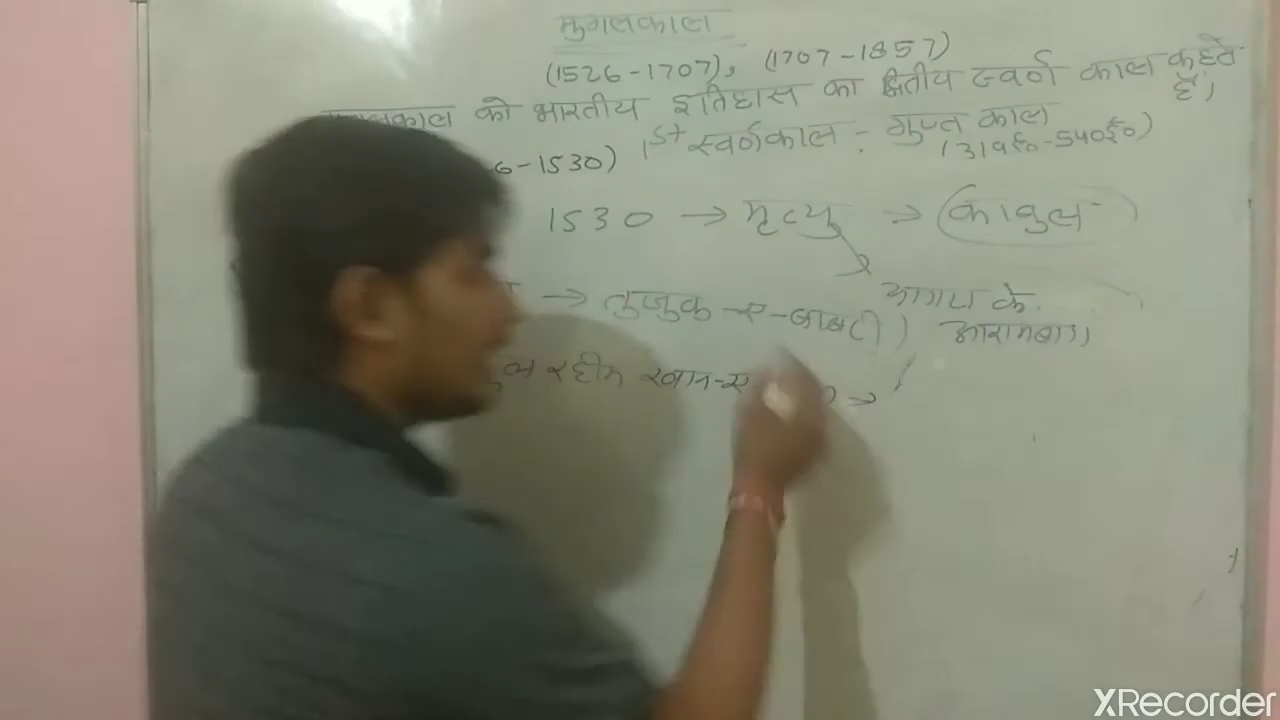 मुगलकाल
(1526-1707), (1707-1857)
को भारतीय इतिहास का द्वितीय स्वर्ण काल कहते हैं।
1st स्वर्णकाल : गुप्त काल
6-1530) (319ई०-540ई०)
1530 → मृत्यु → काबुल
→ तुजुक-ए-बाबरी) आगरा के
आरामबाग
रहीम खान-ए →
XRecorder